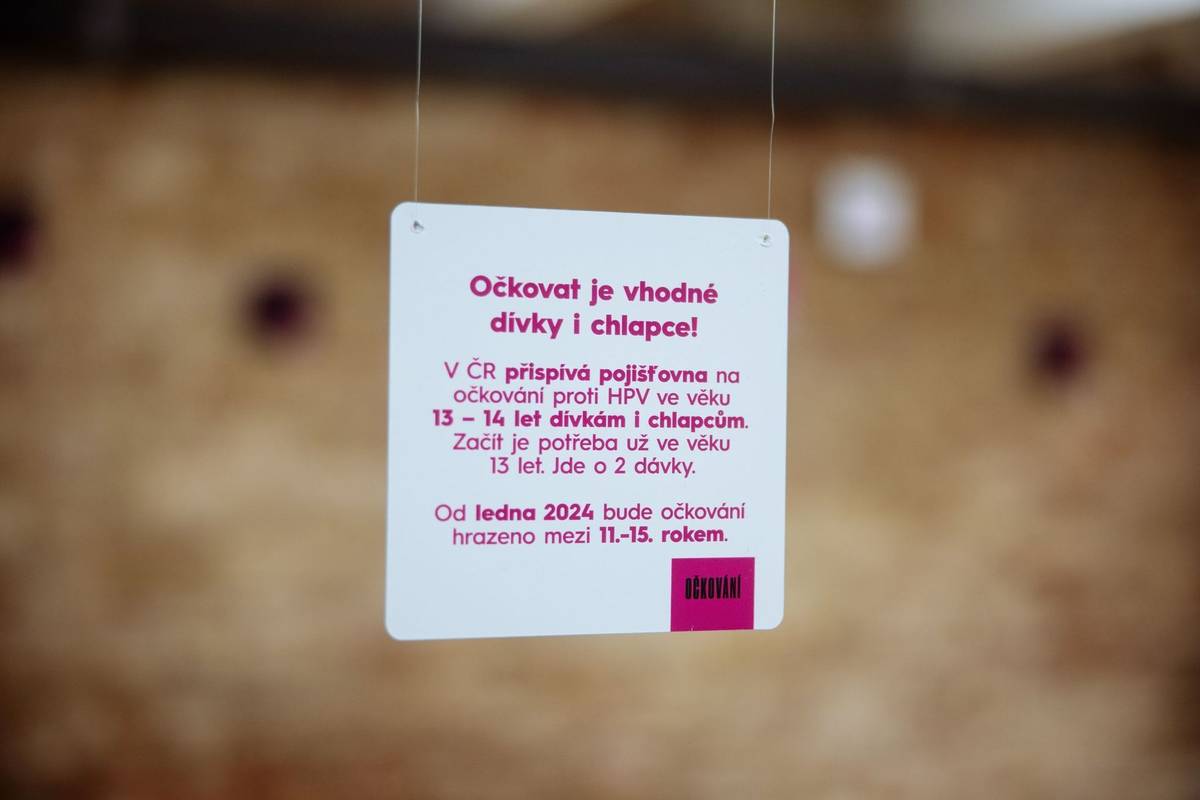 Očkovat je vhodné
dívky i chlapce!
V ČR přispívá pojišťovna na
očkování proti HPV ve věku
13 – 14 let dívkám i chlapcům.
Začít je potřeba už ve věku
13 let. Jde o 2 dávky.
Od ledna 2024 bude očkování
hrazeno mezi 11.-15. rokem.
OČKOVÁNÍ